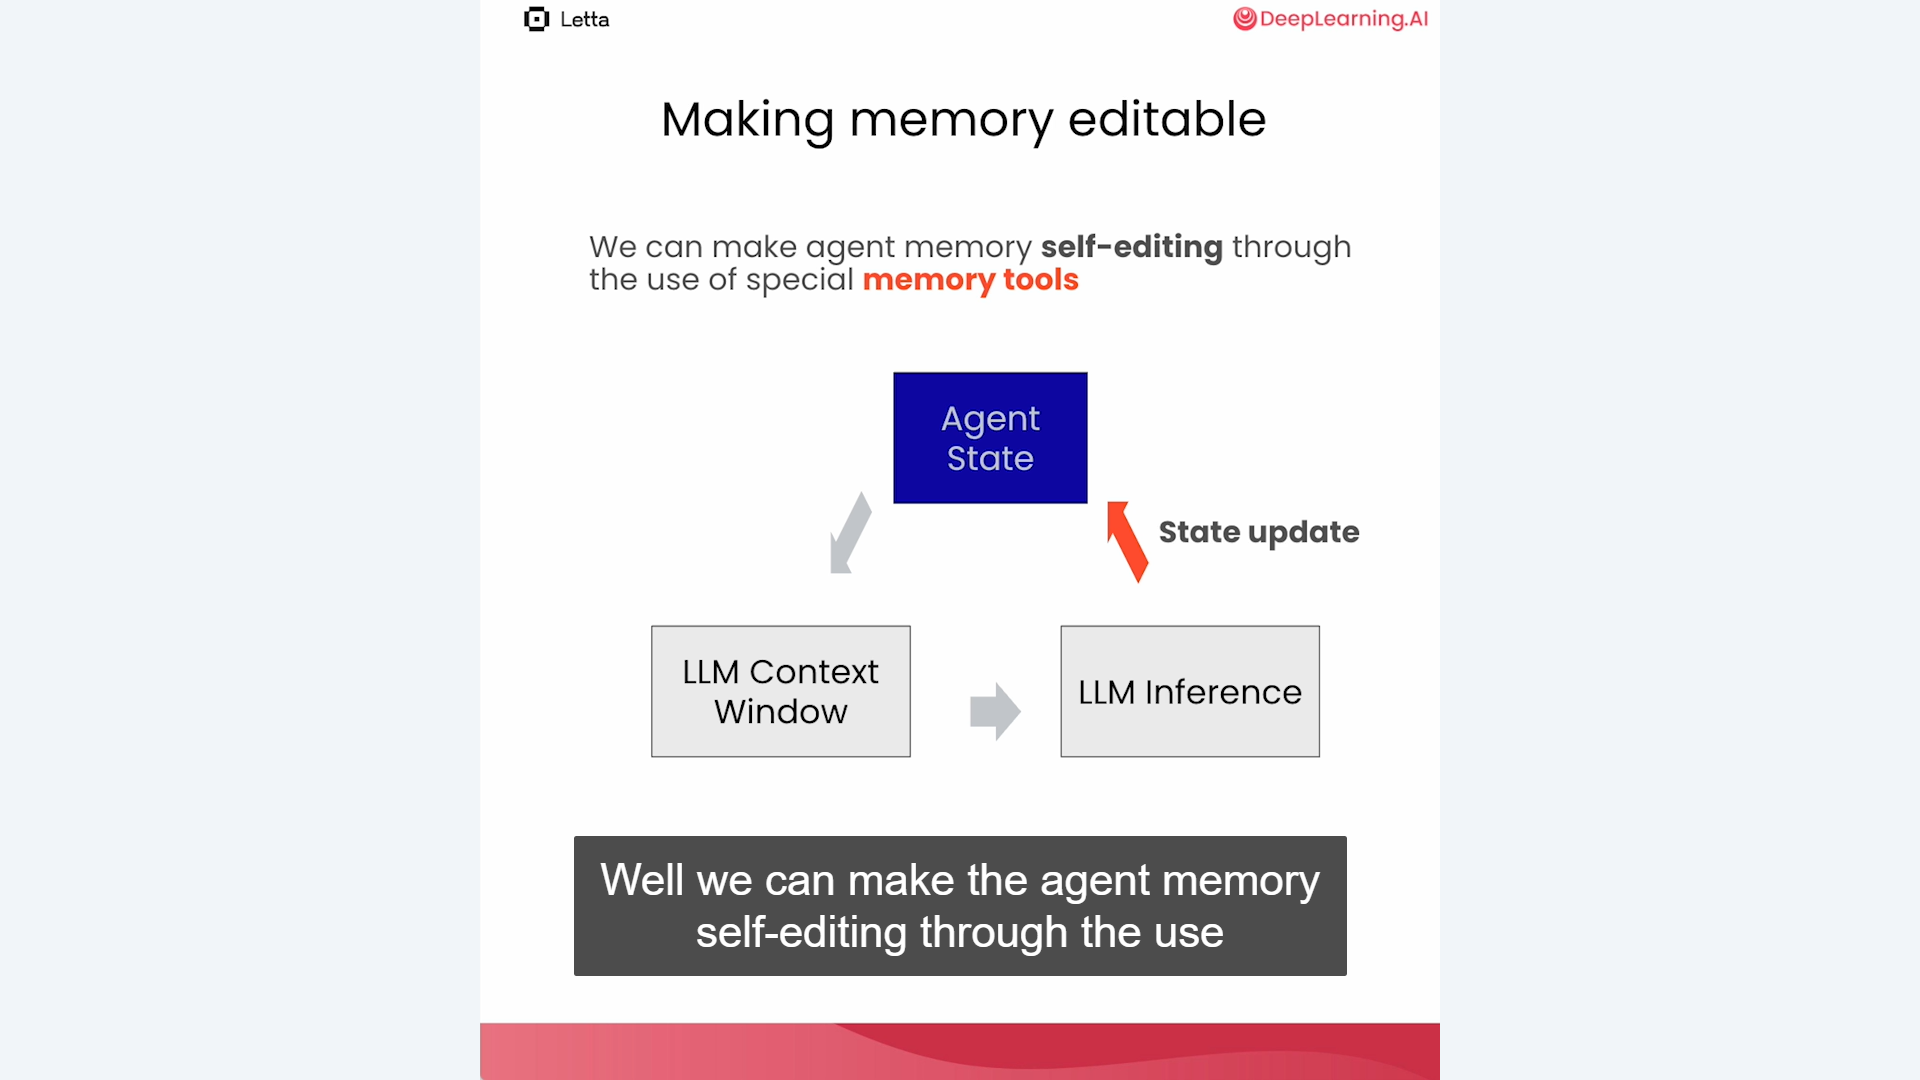 Letta
DeepLearning.AI
Making memory editable
We can make agent memory self-editing through
the use of special memory tools
Agent
State
State update
LLM Context
Window
LLM Inference
Well we can make the agent memory
self-editing through the use